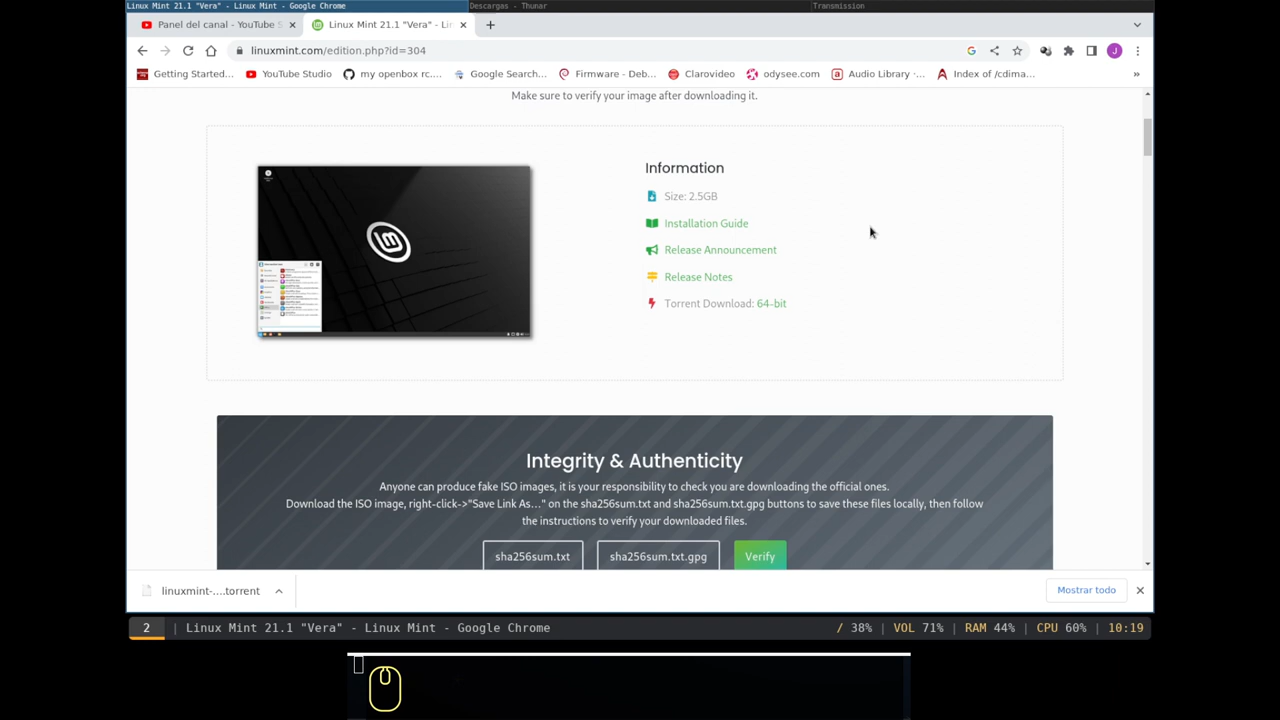 Linux Mint 21.1 "Vera" - Linux Mint - Google Chrome
Descargas - Thunar
Transmission
Panel del canal - YouTube S
Linux Mint 21.1 "Vera" - Lin
linuxmint.com/edition.php?id=304
J
Getting Started...
YouTube Studio
my openbox rc....
Google Search...
Firmware - Deb...
Clarovideo
odysee.com
Audio Library -...
Index of /cdima...
»
Make sure to verify your image after downloading it.
Information
Size: 2.5GB
Installation Guide
Release Announcement
Release Notes
Torrent Download: 64-bit
Integrity & Authenticity
Anyone can produce fake ISO images, it is your responsibility to check you are downloading the official ones.
Download the ISO image, right-click->"Save Link As..." on the sha256sum.txt and sha256sum.txt.gpg buttons to save these files locally, then follow
the instructions to verify your downloaded files.
sha256sum.txt
sha256sum.txt.gpg
Verify
linuxmint-....torrent
Mostrar todo
2 | Linux Mint 21.1 "Vera" - Linux Mint - Google Chrome
/ 38% | VOL 71% | RAM 44% | CPU 60% | 10:19